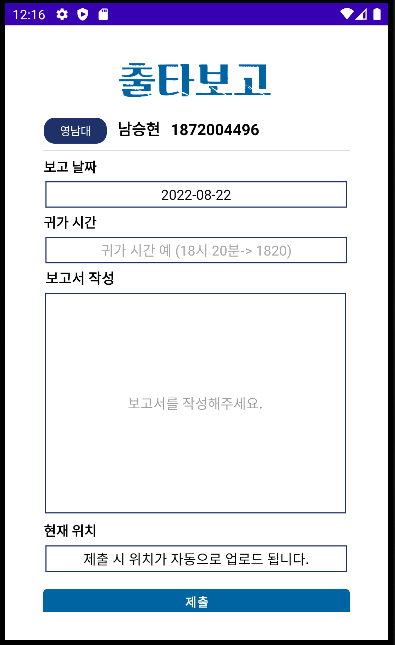 12:16
출타보고
영남대 남승현 1872004496
보고 날짜
2022-08-22
귀가 시간
귀가 시간 예 (18시 20분-> 1820)
보고서 작성
보고서를 작성해주세요.
현재 위치
제출 시 위치가 자동으로 업로드 됩니다.
제출